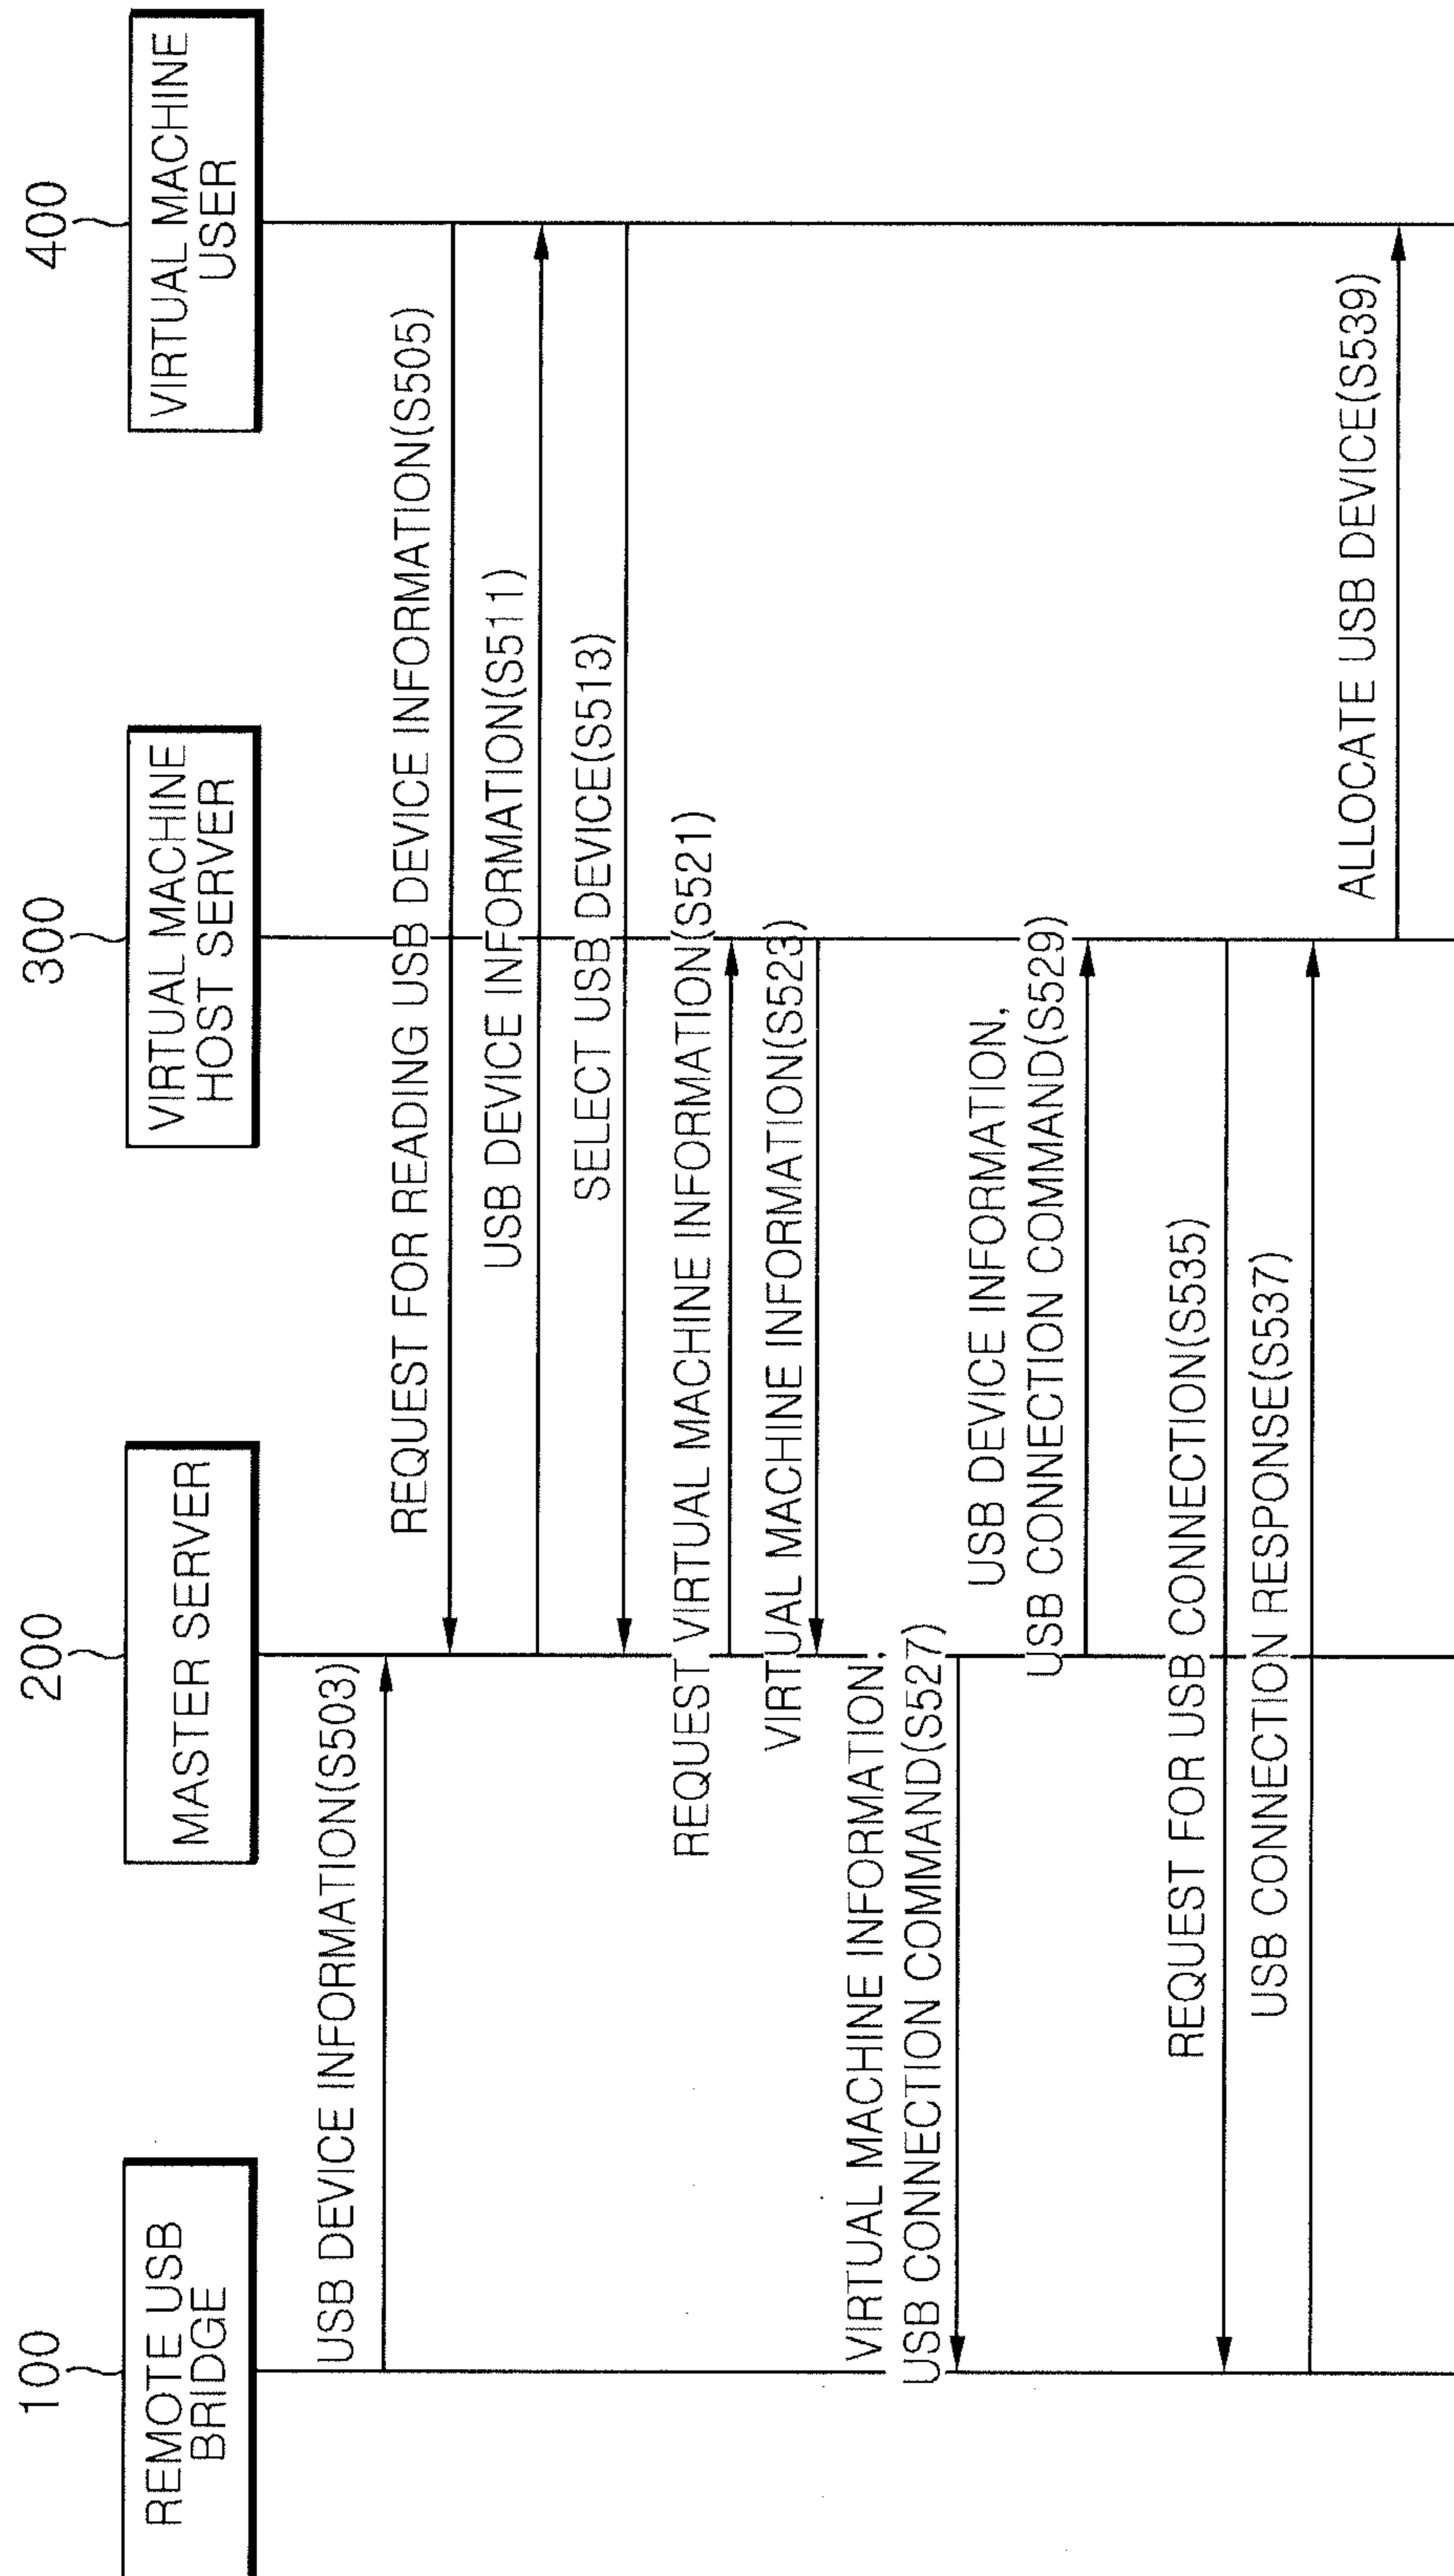 100
REMOTE USB
BRIDGE
200
MASTER SERVER
300
VIRTUAL MACHINE
HOST SERVER
400
VIRTUAL MACHINE
USER
USB DEVICE INFORMATION(S503)
REQUEST FOR READING USB DEVICE INFORMATION(S505)
USB DEVICE INFORMATION(S511)
SELECT USB DEVICE(S513)
REQUEST VIRTUAL MACHINE INFORMATION(S521)
VIRTUAL MACHINE INFORMATION(S523)
VIRTUAL MACHINE INFORMATION,
USB CONNECTION COMMAND(S527)
USB DEVICE INFORMATION,
USB CONNECTION COMMAND(S529)
REQUEST FOR USB CONNECTION(S535)
USB CONNECTION RESPONSE(S537)
ALLOCATE USB DEVICE(S539)